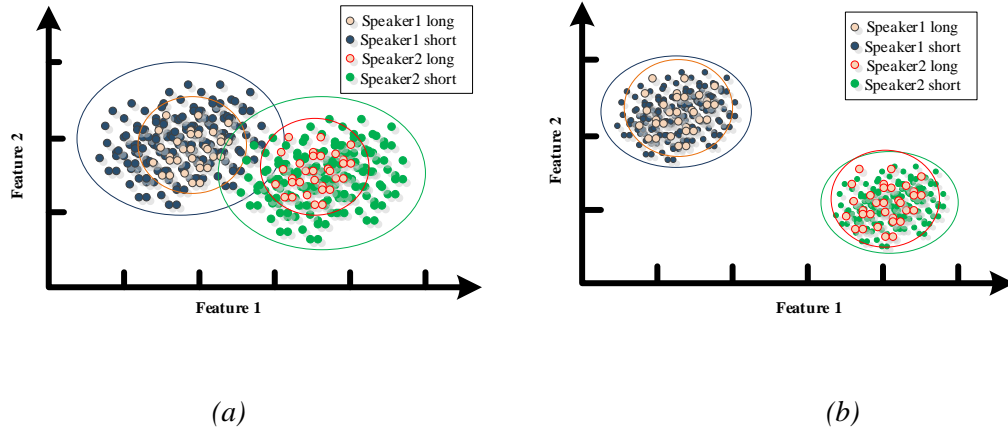 Speaker1 long
Speaker1 short
Speaker2 long
Speaker2 short
Feature 2
Feature 1
(a)
Speaker1 long
Speaker1 short
Speaker2 long
Speaker2 short
Feature 2
Feature 1
(b)